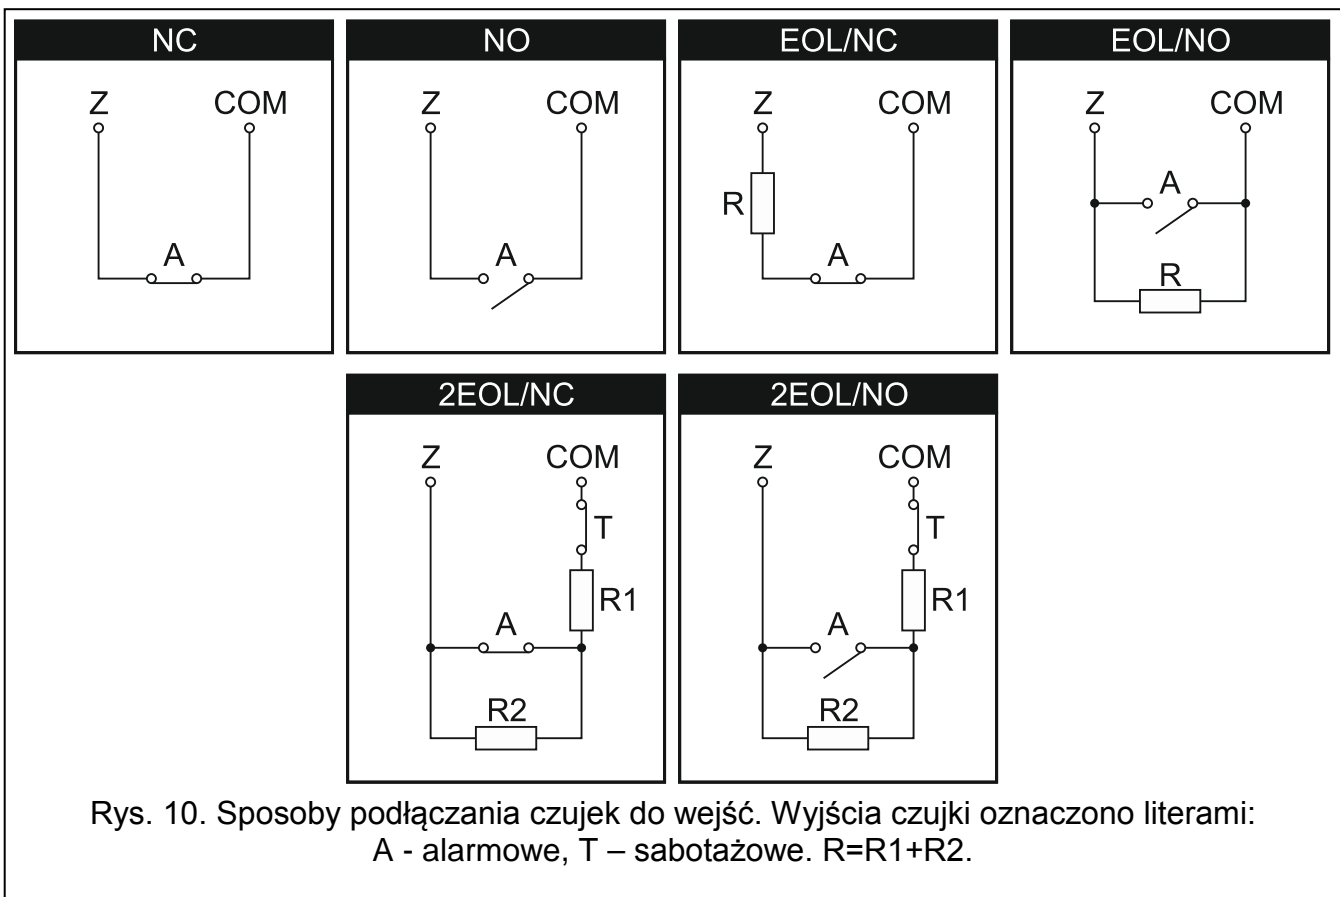 NC
Z COM
A
NO
Z COM
A
EOL/NC
Z COM
R
A
EOL/NO
Z COM
A
R
2EOL/NC
Z COM
T
R1
A
R2
2EOL/NO
Z COM
T
R1
A
R2
Rys. 10. Sposoby podłączania czujek do wejść. Wyjścia czujki oznaczono literami:
A - alarmowe, T – sabotażowe. R=R1+R2.